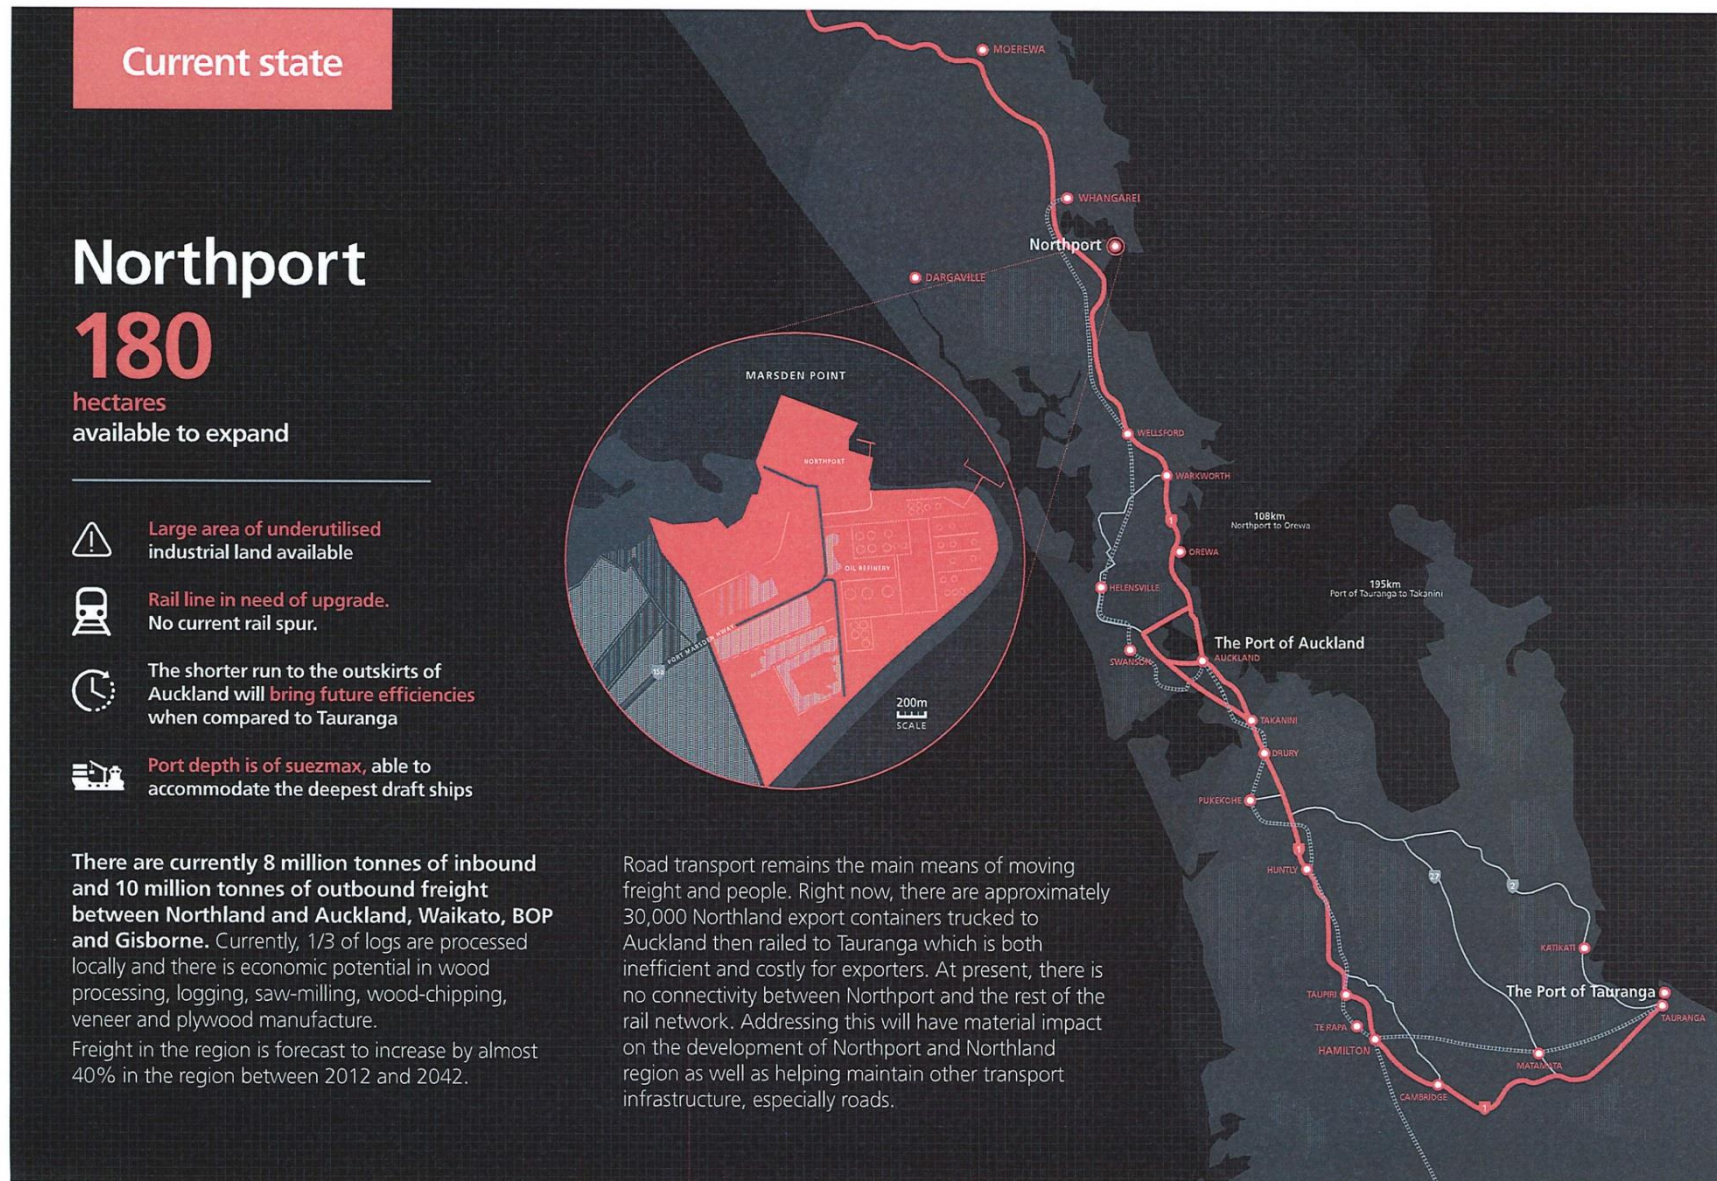 Current state
Northport
180
hectares
available to expand
Large area of underutilised
industrial land available
Rail line in need of upgrade.
No current rail spur.
The shorter run to the outskirts of
Auckland will bring future efficiencies
when compared to Tauranga
Port depth is of suezmax, able to
accommodate the deepest draft ships
There are currently 8 million tonnes of inbound
and 10 million tonnes of outbound freight
between Northland and Auckland, Waikato, BOP
and Gisborne. Currently, 1/3 of logs are processed
locally and there is economic potential in wood
processing, logging, saw-milling, wood-chipping,
veneer and plywood manufacture.
Freight in the region is forecast to increase by almost
40% in the region between 2012 and 2042.
Road transport remains the main means of moving
freight and people. Right now, there are approximately
30,000 Northland export containers trucked to
Auckland then railed to Tauranga which is both
inefficient and costly for exporters. At present, there is
no connectivity between Northport and the rest of the
rail network. Addressing this will have material impact
on the development of Northport and Northland
region as well as helping maintain other transport
infrastructure, especially roads.
MARSDEN POINT
NORTHPORT
OIL REFINERY
PORT MARSDEN HWAY
15a
200m
SCALE
MOEREWA
WHANGAREI
Northport
DARGAVILLE
WELLSFORD
WARKWORTH
1
108km
Northport to Orewa
OREWA
HELENSVILLE
195km
Port of Tauranga to Takanini
The Port of Auckland
SWANSON
AUCKLAND
TAKANINI
DRURY
PUKEKOHE
1
HUNTLY
27
2
KATIKATI
The Port of Tauranga
TAURANGA
TAUPIRI
TE RAPA
HAMILTON
MATAMATA
CAMBRIDGE
1